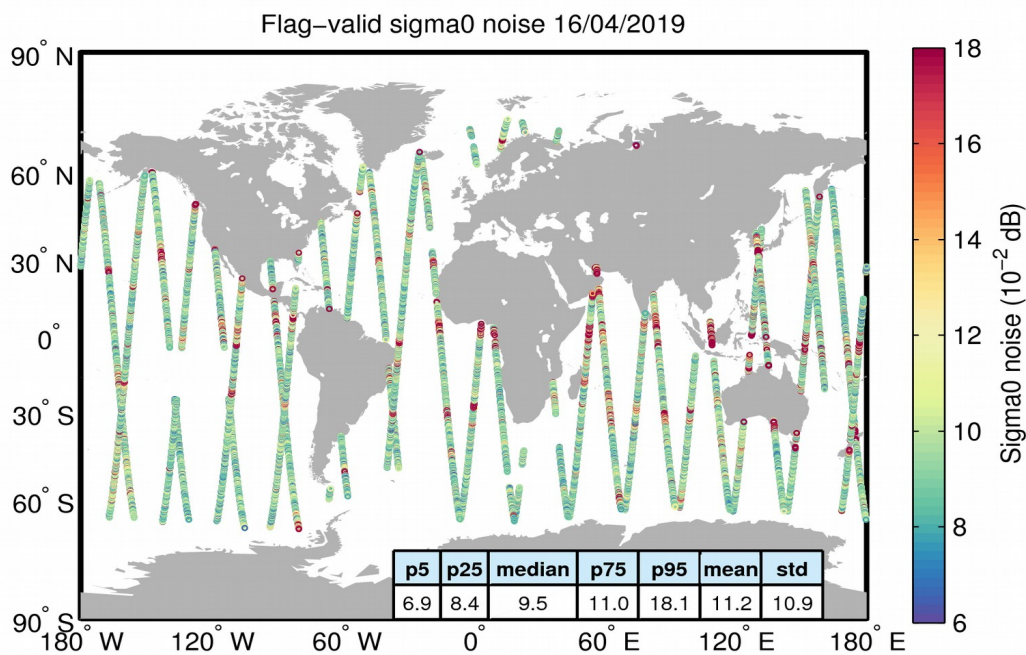 Flag−valid sigma0 noise 16/04/2019
90° N
60° N
30° N
0°
30° S
60° S
90° S
180° W
120° W
60° W
0°
60° E
120° E
180° E
p5 p25 median p75 p95 mean std
6.9 8.4 9.5 11.0 18.1 11.2 10.9
18
16
14
12
10
8
6
Sigma0 noise (10⁻² dB)